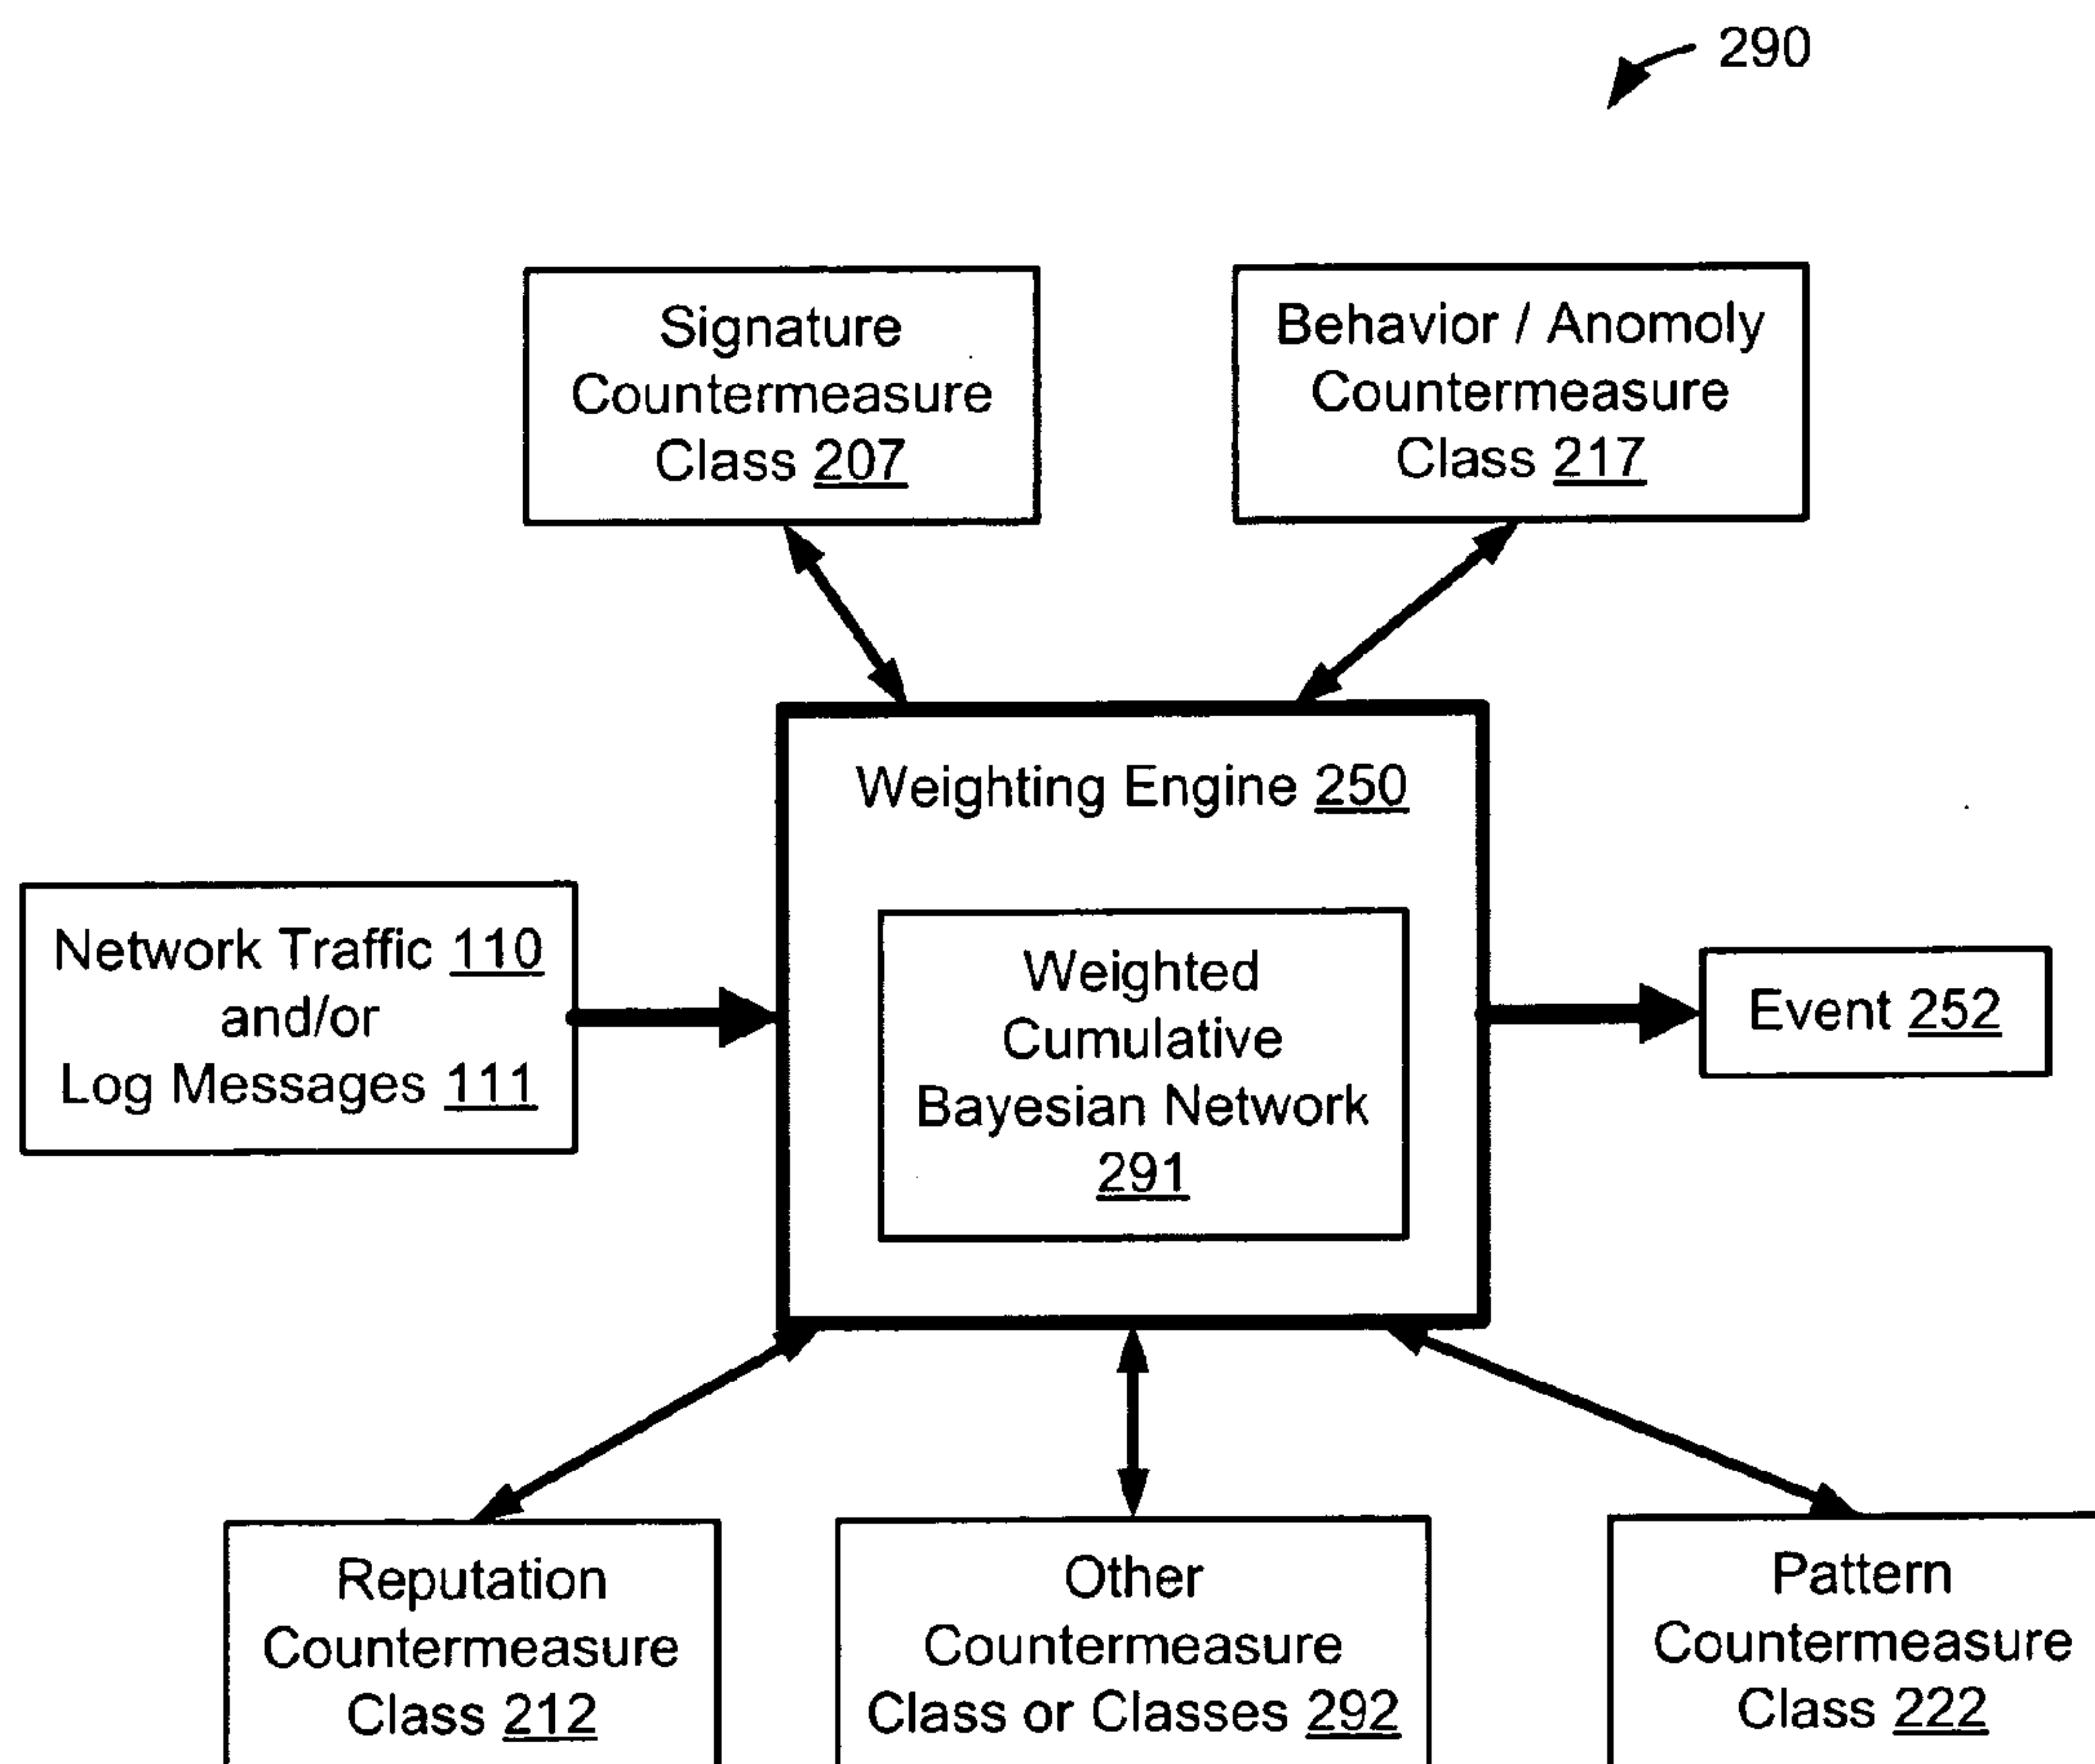 290
Signature
Countermeasure
Class 207
Behavior / Anomoly
Countermeasure
Class 217
Weighting Engine 250
Network Traffic 110
and/or
Log Messages 111
Weighted
Cumulative
Bayesian Network
291
Event 252
Reputation
Countermeasure
Class 212
Other
Countermeasure
Class or Classes 292
Pattern
Countermeasure
Class 222